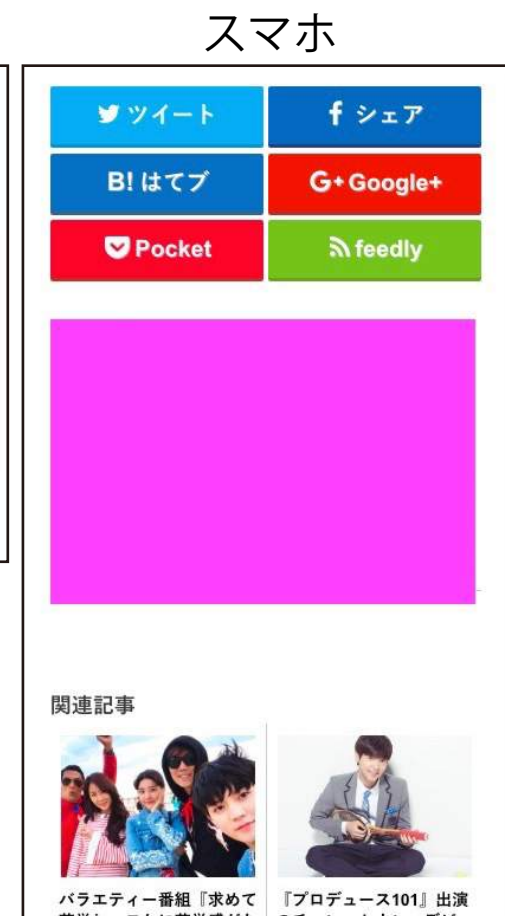 スマホ
ツイート
シェア
B! はてブ
G+ Google+
Pocket
feedly
関連記事
バラエティー番組『求めて
『プロデュース101』出演